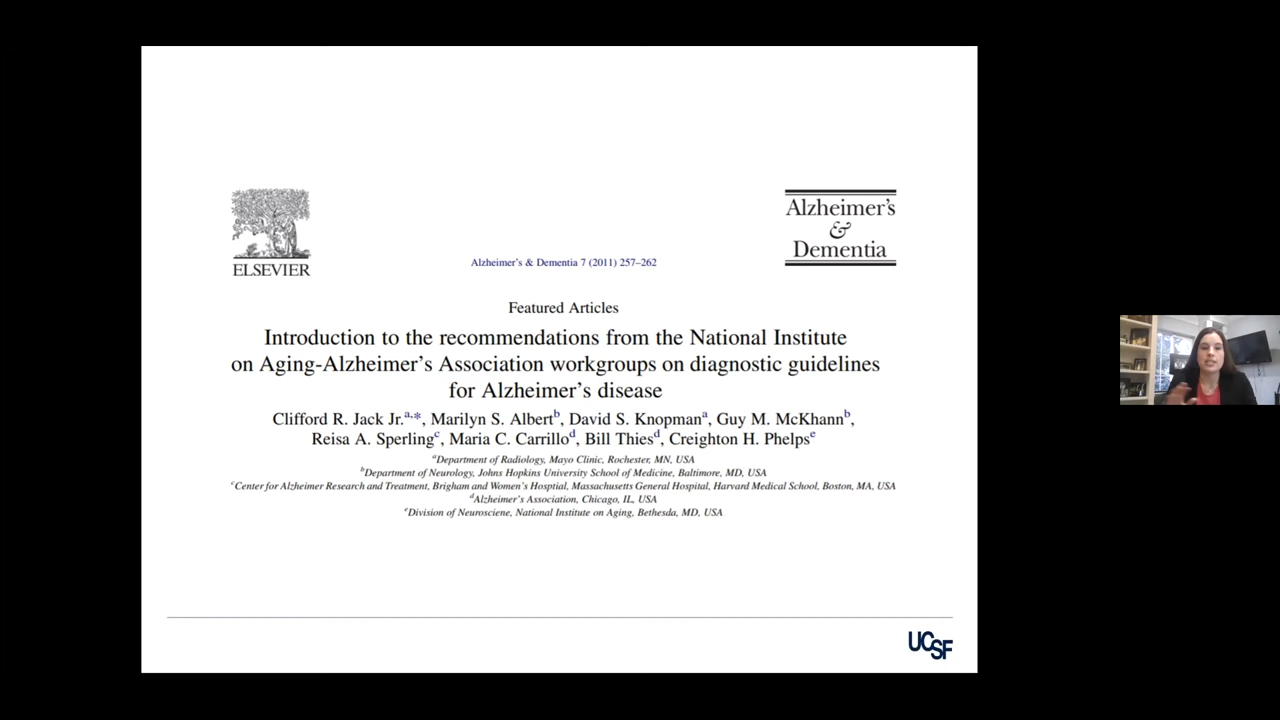 ELSEVIER
Alzheimer's
&
Dementia
Alzheimer's & Dementia 7 (2011) 257–262
Featured Articles
Introduction to the recommendations from the National Institute
on Aging-Alzheimer's Association workgroups on diagnostic guidelines
for Alzheimer's disease
Clifford R. Jack Jr.a,*, Marilyn S. Albertb, David S. Knopmana, Guy M. McKhannb,
Reisa A. Sperlingc, Maria C. Carrillod, Bill Thiesd, Creighton H. Phelpse
aDepartment of Radiology, Mayo Clinic, Rochester, MN, USA
bDepartment of Neurology, Johns Hopkins University School of Medicine, Baltimore, MD, USA
cCenter for Alzheimer Research and Treatment, Brigham and Women's Hosptial, Massachusetts General Hospital, Harvard Medical School, Boston, MA, USA
dAlzheimer's Association, Chicago, IL, USA
eDivision of Neurosciene, National Institute on Aging, Bethesda, MD, USA
UCSF